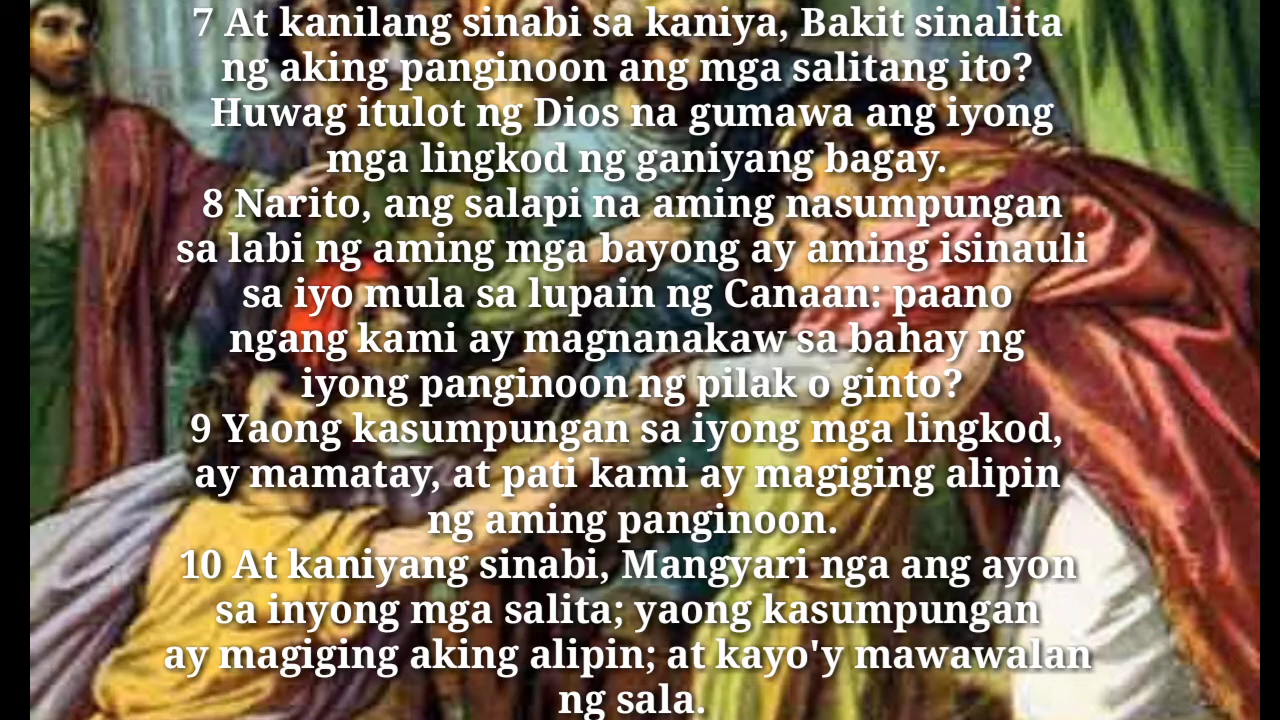 7 At kanilang sinabi sa kaniya, Bakit sinalita
ng aking panginoon ang mga salitang ito?
Huwag itulot ng Dios na gumawa ang iyong
mga lingkod ng ganiyang bagay.
8 Narito, ang salapi na aming nasumpungan
sa labi ng aming mga bayong ay aming isinauli
sa iyo mula sa lupain ng Canaan: paano
ngang kami ay magnanakaw sa bahay ng
iyong panginoon ng pilak o ginto?
9 Yaong kasumpungan sa iyong mga lingkod,
ay mamatay, at pati kami ay magiging alipin
ng aming panginoon.
10 At kaniyang sinabi, Mangyari nga ang ayon
sa inyong mga salita; yaong kasumpungan
ay magiging aking alipin; at kayo'y mawawalan
ng sala.